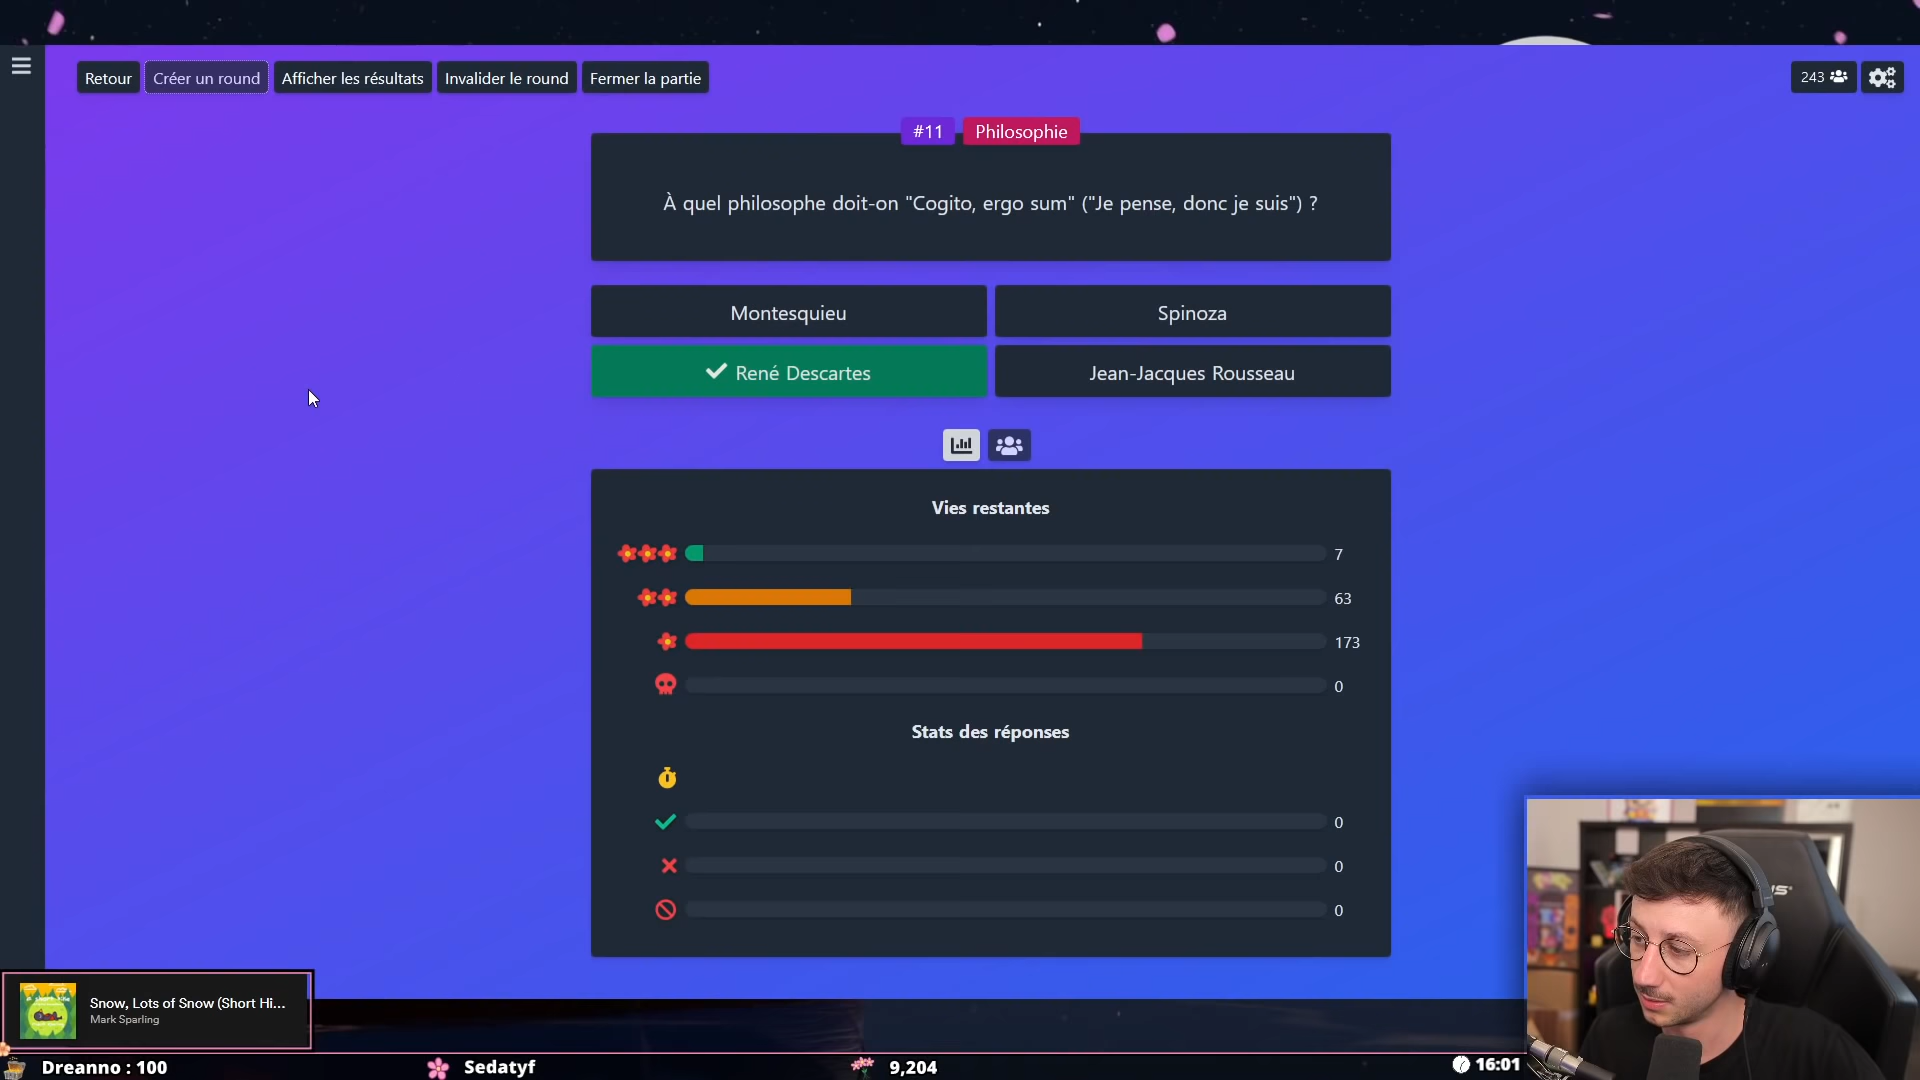 Retour
Créer un round
Afficher les résultats
Invalider le round
Fermer la partie
243
#11
Philosophie
À quel philosophe doit-on "Cogito, ergo sum" ("Je pense, donc je suis") ?
Montesquieu
Spinoza
René Descartes
Jean-Jacques Rousseau
Vies restantes
7
63
173
0
Stats des réponses
0
0
0
Snow, Lots of Snow (Short Hi...
Mark Sparling
Dreanno : 100
Sedatyf
9,204
16:01